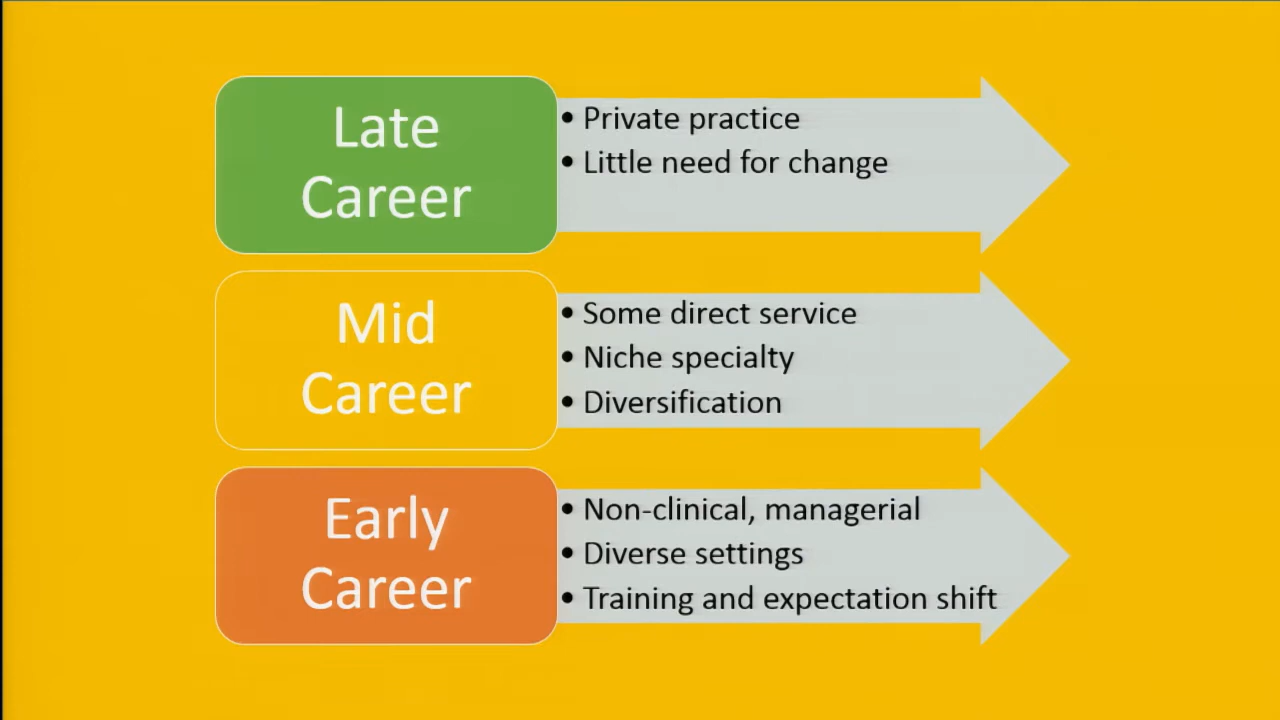 Late
Career
• Private practice
• Little need for change
Mid
Career
• Some direct service
• Niche specialty
• Diversification
Early
Career
• Non-clinical, managerial
• Diverse settings
• Training and expectation shift